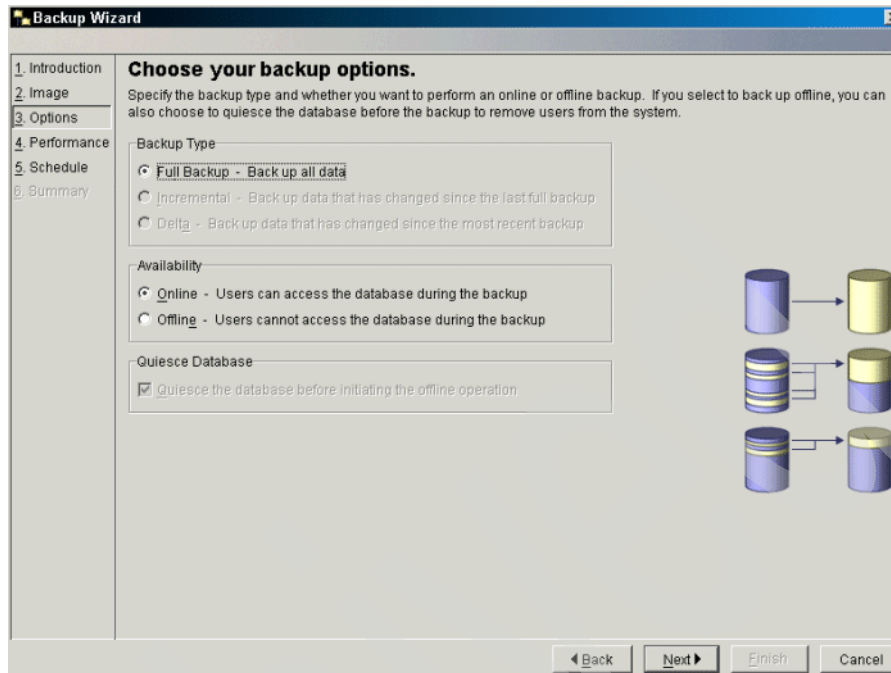 Backup Wizard
1. Introduction
2. Image
3. Options
4. Performance
5. Schedule
6. Summary
Choose your backup options.
Specify the backup type and whether you want to perform an online or offline backup. If you select to back up offline, you can
also choose to quiesce the database before the backup to remove users from the system.
Backup Type
Full Backup - Back up all data
Incremental - Back up data that has changed since the last full backup
Delta - Back up data that has changed since the most recent backup
Availability
Online - Users can access the database during the backup
Offline - Users cannot access the database during the backup
Quiesce Database
Quiesce the database before initiating the offline operation
Back
Next
Finish
Cancel